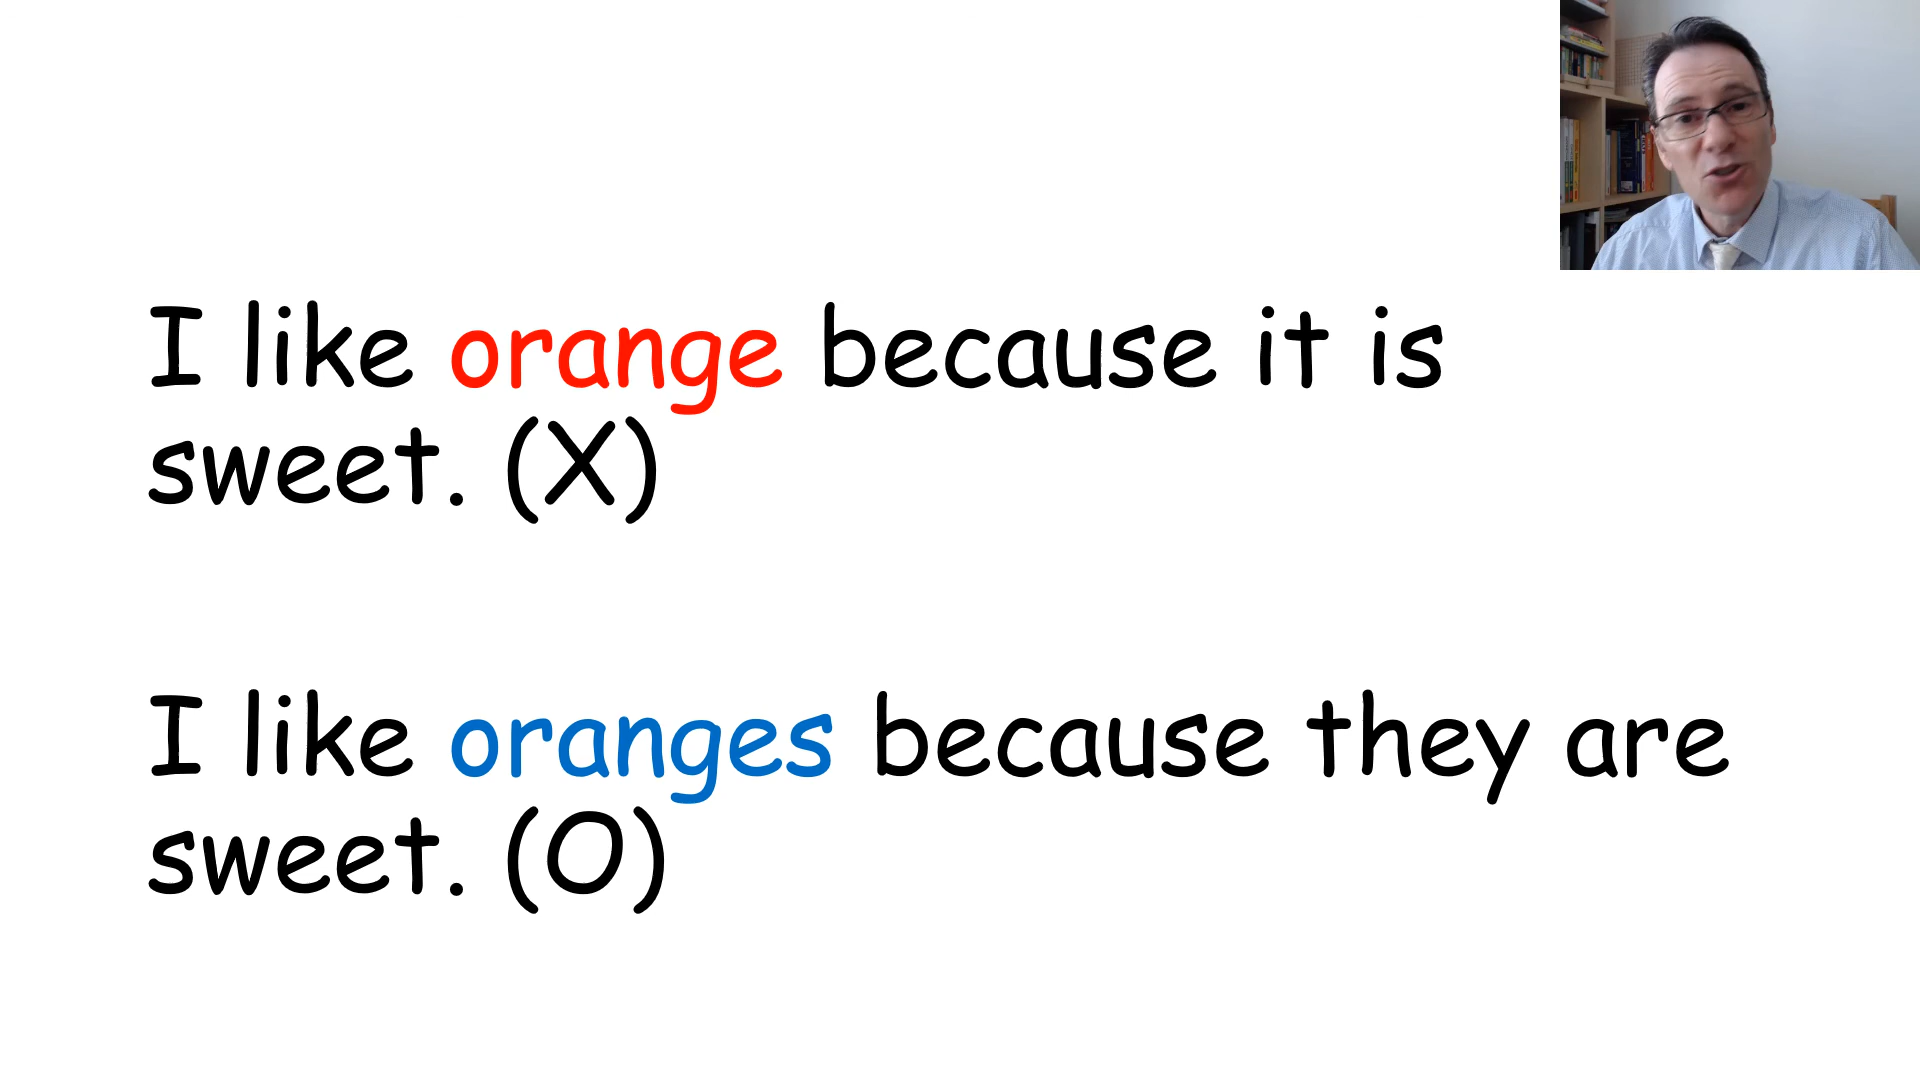 I like orange because it is
sweet. (X)
I like oranges because they are
sweet. (O)